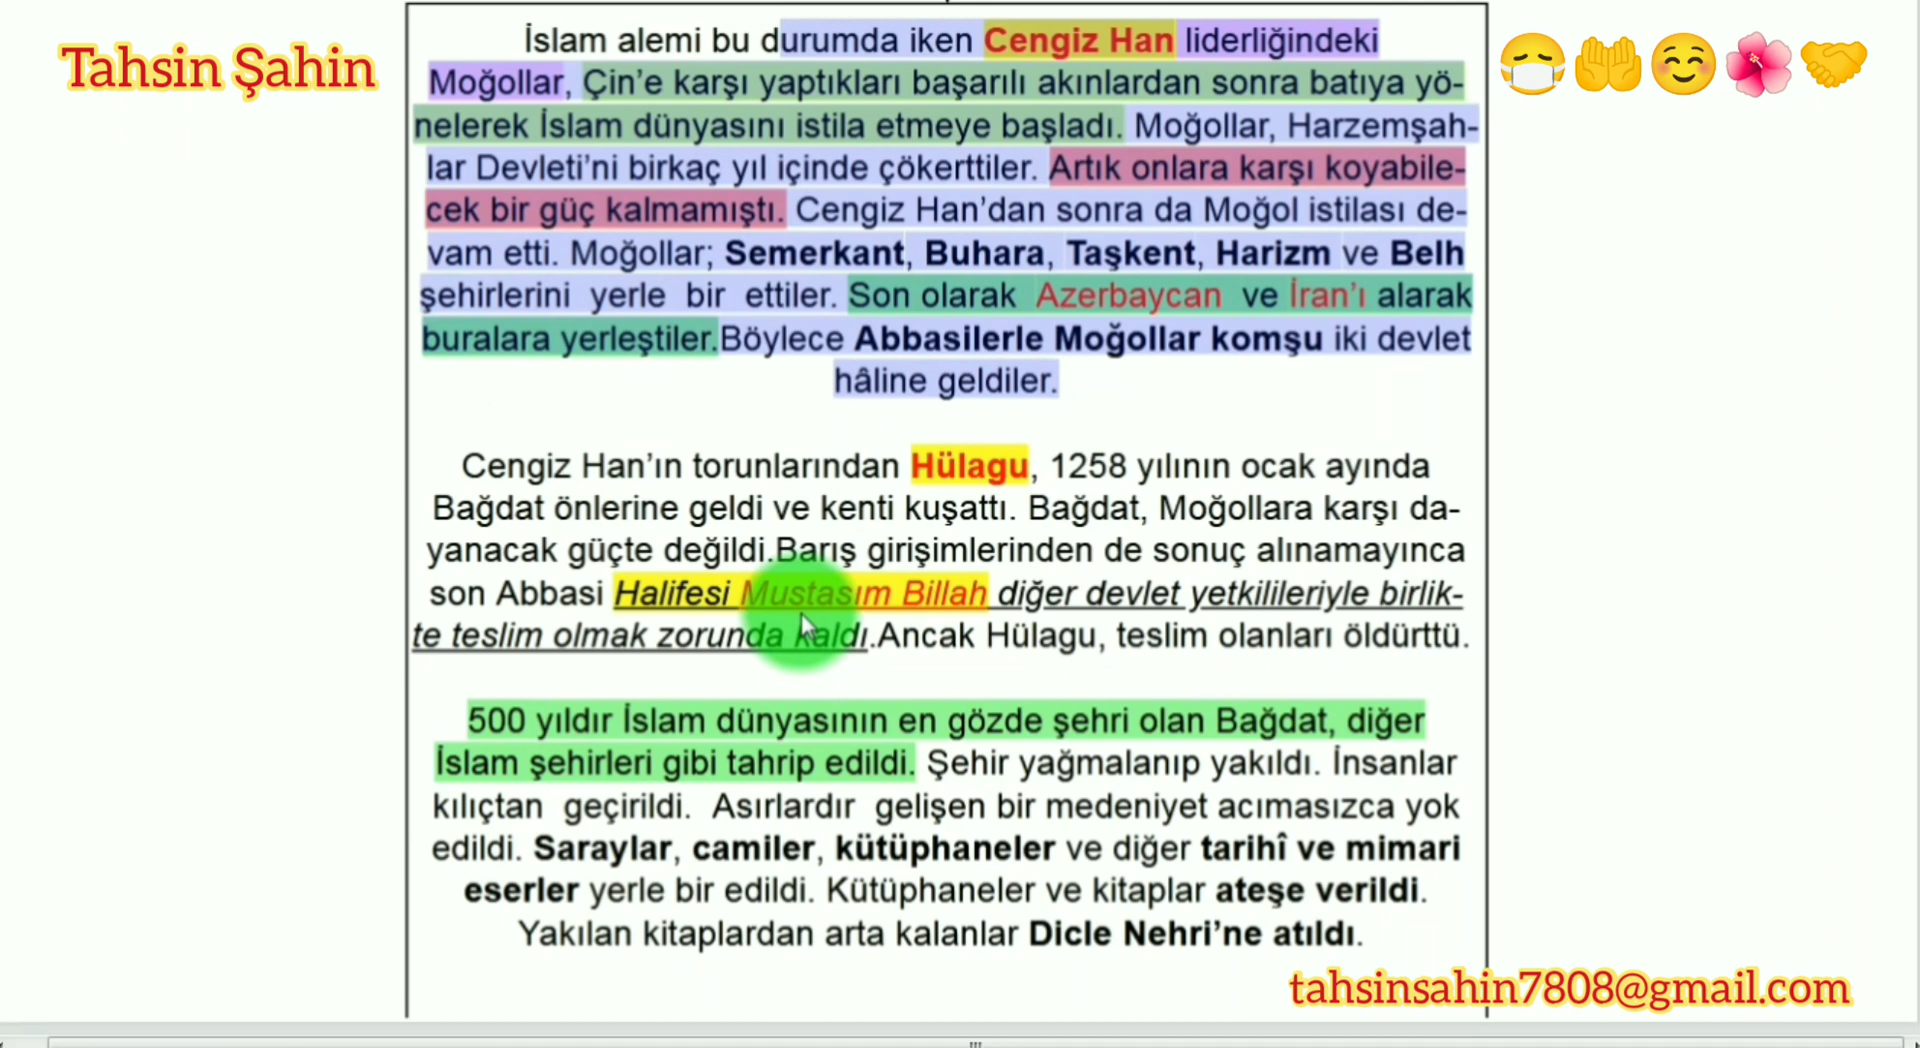 Tahsin Şahin
İslam alemi bu durumda iken Cengiz Han liderliğindeki
Moğollar, Çin’e karşı yaptıkları başarılı akınlardan sonra batıya yö-
nelerek İslam dünyasını istila etmeye başladı. Moğollar, Harzemşah-
lar Devleti’ni birkaç yıl içinde çökerttiler. Artık onlara karşı koyabile-
cek bir güç kalmamıştı. Cengiz Han’dan sonra da Moğol istilası de-
vam etti. Moğollar; Semerkant, Buhara, Taşkent, Harizm ve Belh
şehirlerini yerle bir ettiler. Son olarak Azerbaycan ve İran’ı alarak
buralara yerleştiler.Böylece Abbasilerle Moğollar komşu iki devlet
hâline geldiler.
Cengiz Han’ın torunlarından Hülagu, 1258 yılının ocak ayında
Bağdat önlerine geldi ve kenti kuşattı. Bağdat, Moğollara karşı da-
yanacak güçte değildi.Barış girişimlerinden de sonuç alınamayınca
son Abbasi Halifesi Mustasım Billah diğer devlet yetkilileriyle birlik-
te teslim olmak zorunda kaldı.Ancak Hülagu, teslim olanları öldürttü.
500 yıldır İslam dünyasının en gözde şehri olan Bağdat, diğer
İslam şehirleri gibi tahrip edildi. Şehir yağmalanıp yakıldı. İnsanlar
kılıçtan geçirildi. Asırlardır gelişen bir medeniyet acımasızca yok
edildi. Saraylar, camiler, kütüphaneler ve diğer tarihî ve mimari
eserler yerle bir edildi. Kütüphaneler ve kitaplar ateşe verildi.
Yakılan kitaplardan arta kalanlar Dicle Nehri’ne atıldı.
tahsinsahin7808@gmail.com